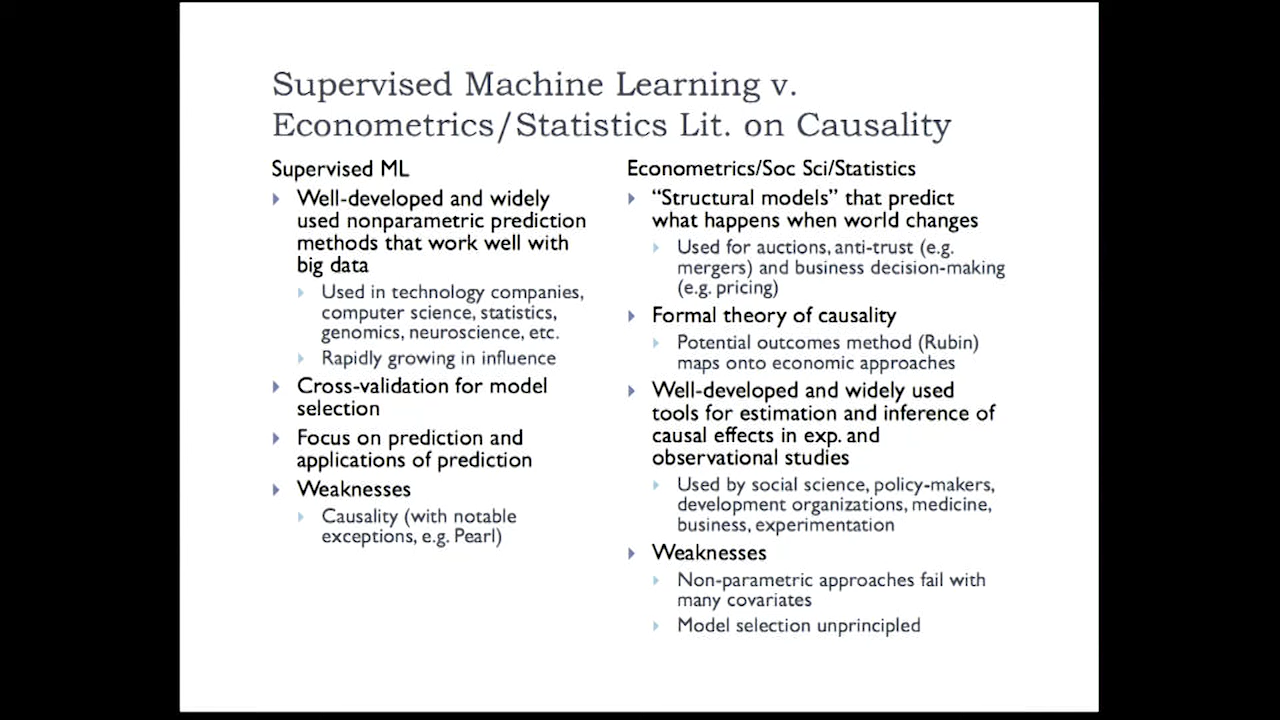 Supervised Machine Learning v.
Econometrics/Statistics Lit. on Causality
Supervised ML
Well-developed and widely
used nonparametric prediction
methods that work well with
big data
Used in technology companies,
computer science, statistics,
genomics, neuroscience, etc.
Rapidly growing in influence
Cross-validation for model
selection
Focus on prediction and
applications of prediction
Weaknesses
Causality (with notable
exceptions, e.g. Pearl)
Econometrics/Soc Sci/Statistics
“Structural models” that predict
what happens when world changes
Used for auctions, anti-trust (e.g.
mergers) and business decision-making
(e.g. pricing)
Formal theory of causality
Potential outcomes method (Rubin)
maps onto economic approaches
Well-developed and widely used
tools for estimation and inference of
causal effects in exp. and
observational studies
Used by social science, policy-makers,
development organizations, medicine,
business, experimentation
Weaknesses
Non-parametric approaches fail with
many covariates
Model selection unprincipled